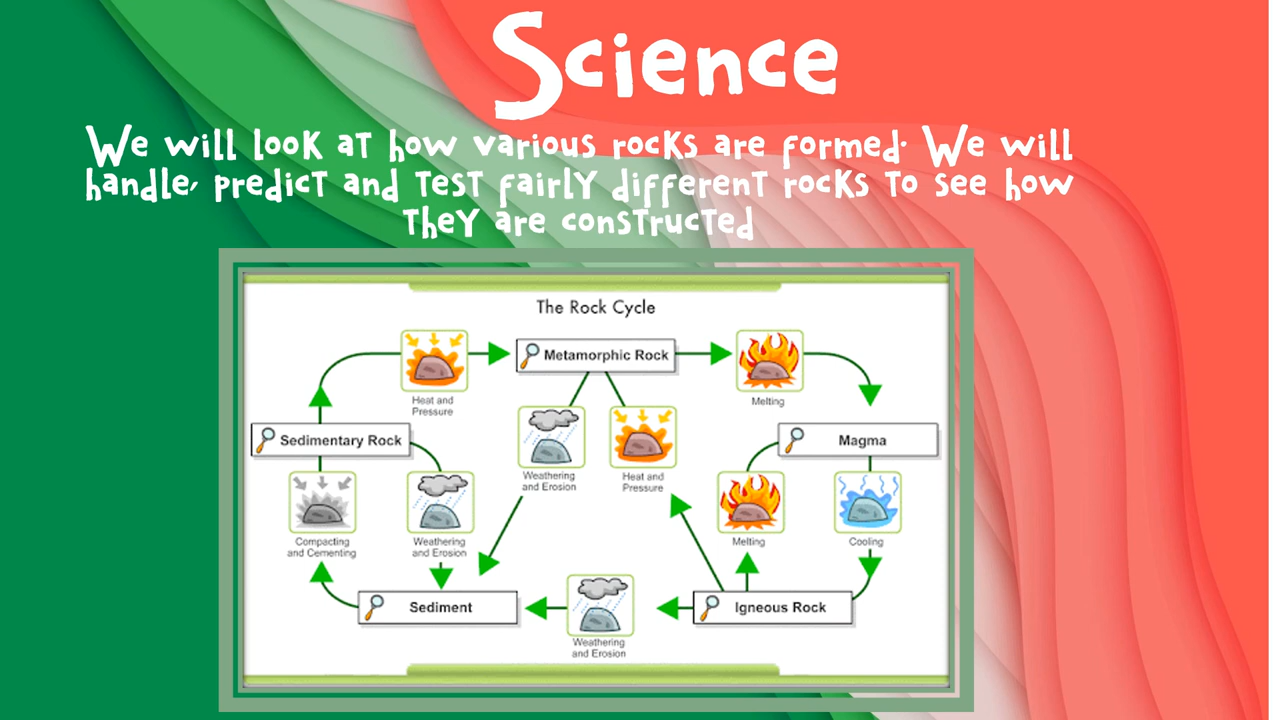 Science
We will look at how various rocks are formed. We will
handle, predict and test fairly different rocks to see how
they are constructed
The Rock Cycle
Metamorphic Rock
Heat and
Pressure
Melting
Sedimentary Rock
Magma
Weathering
and Erosion
Heat and
Pressure
Compacting
and Cementing
Weathering
and Erosion
Melting
Cooling
Sediment
Igneous Rock
Weathering
and Erosion